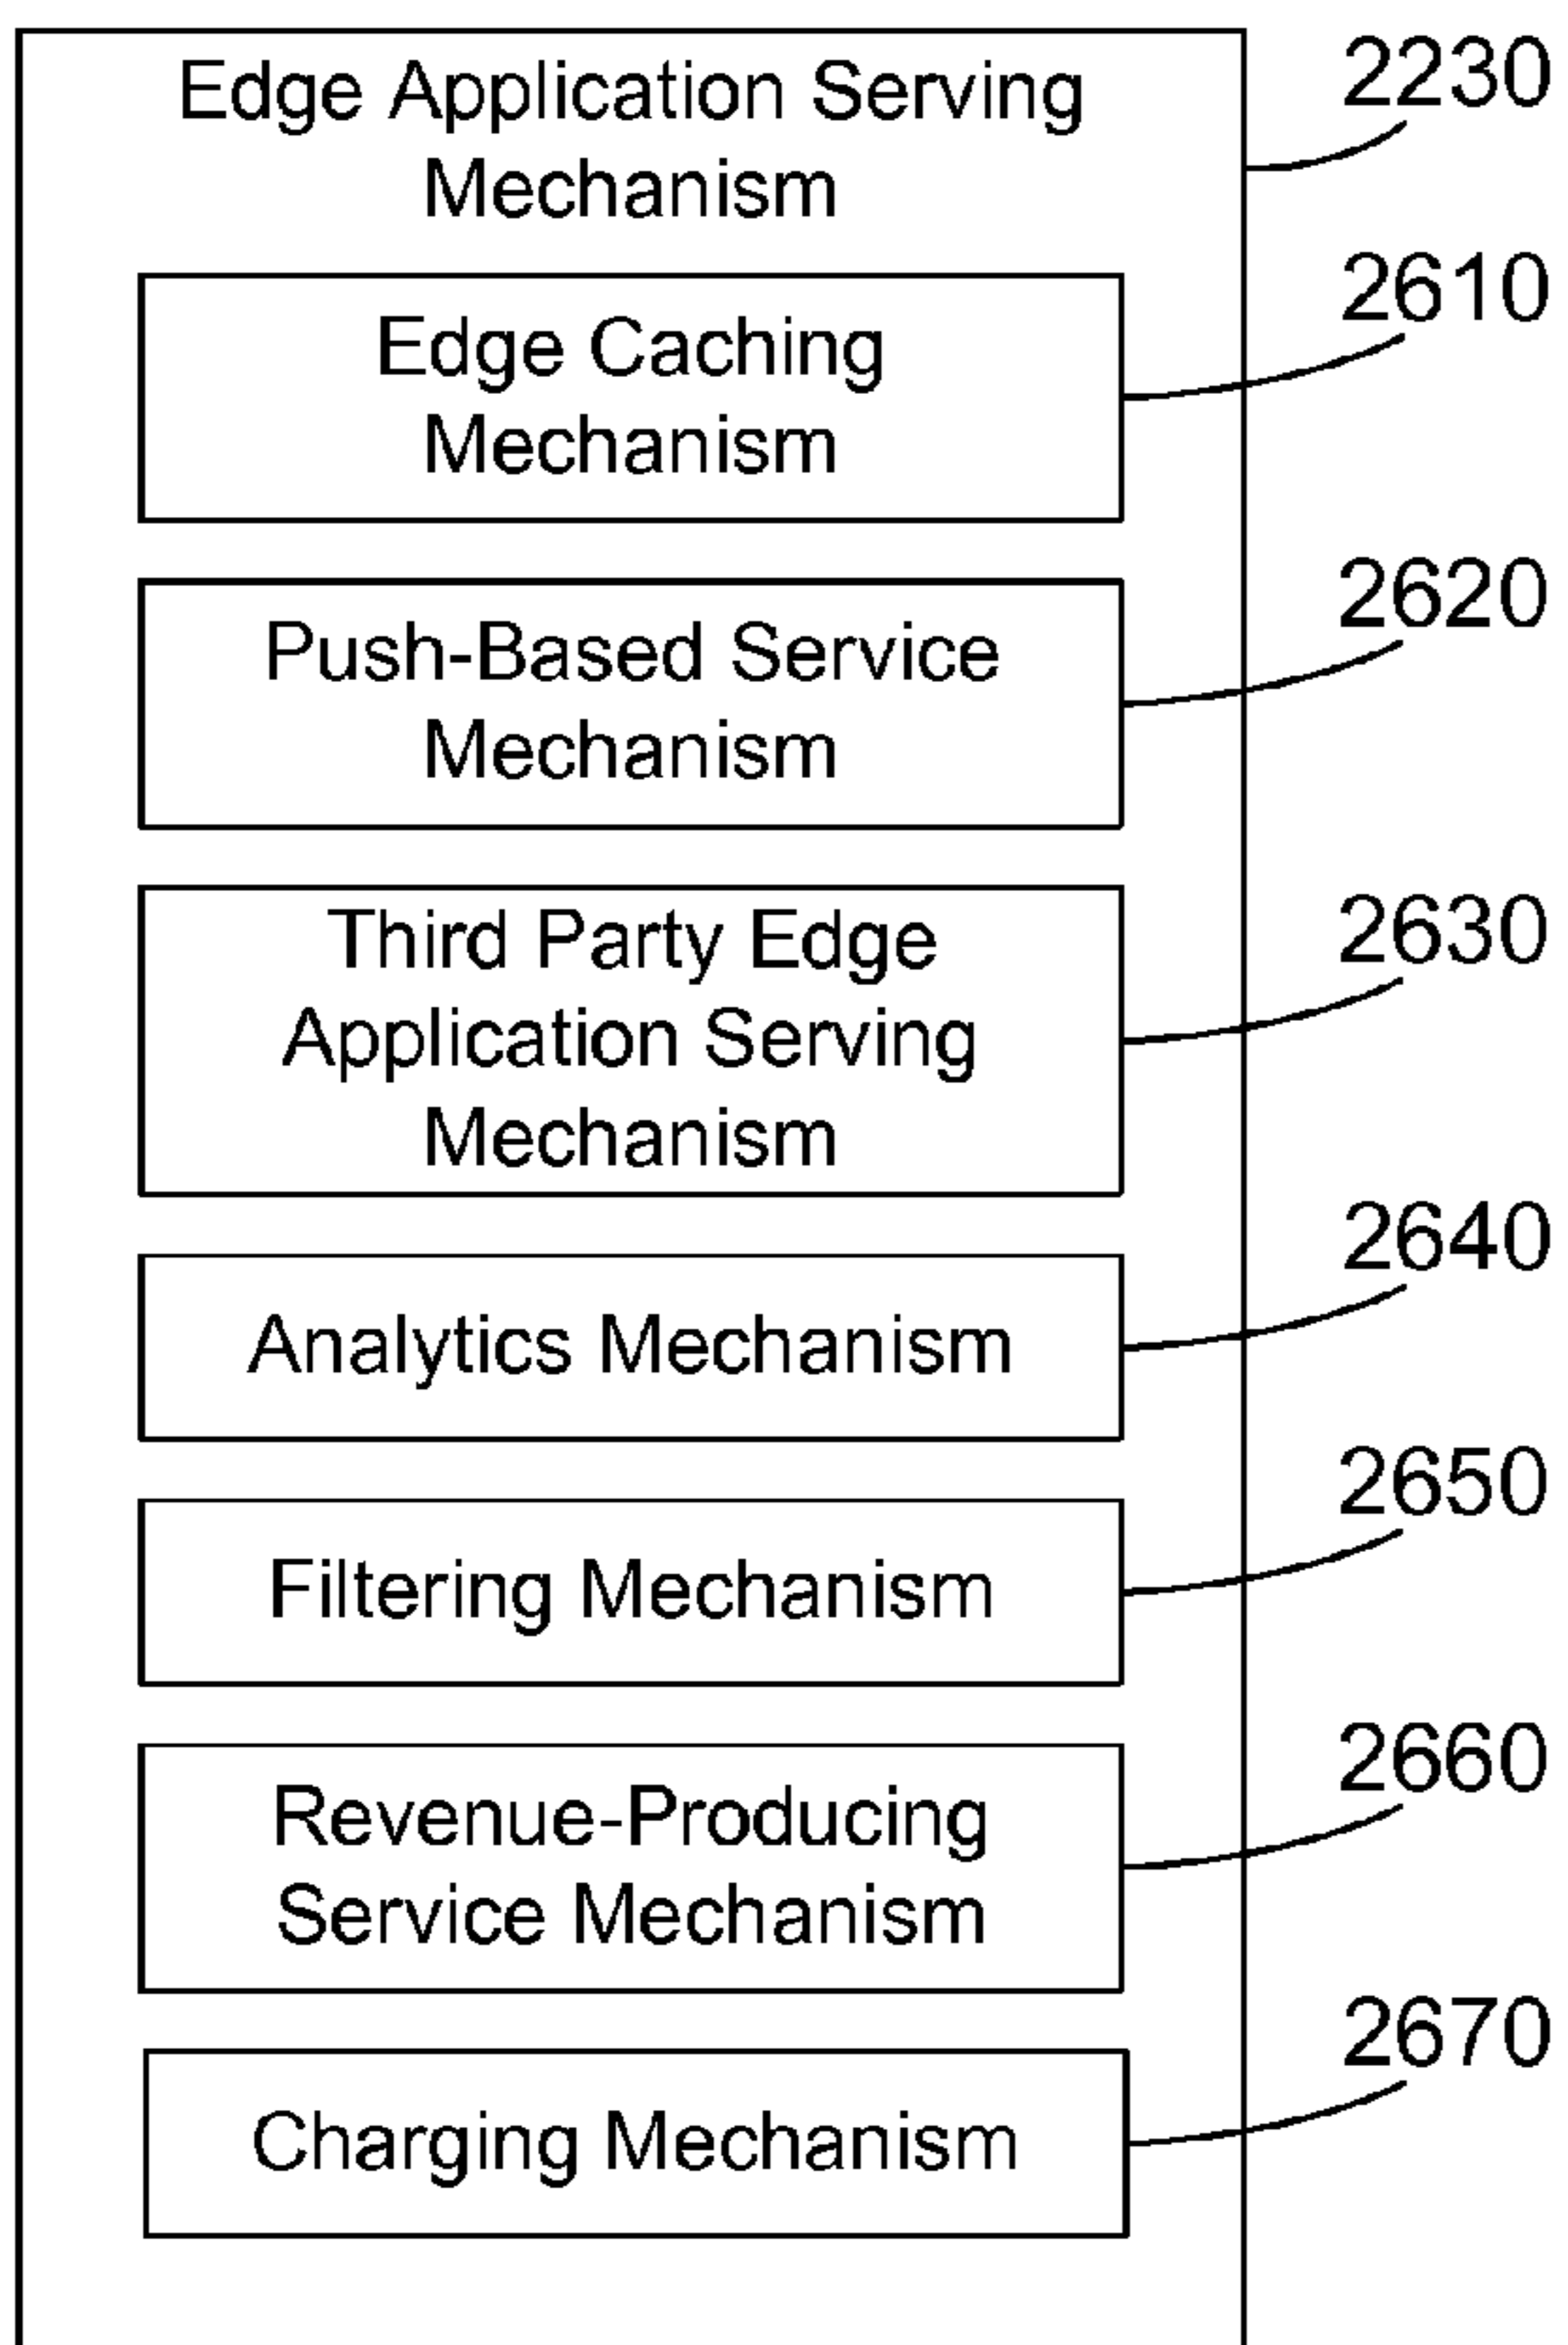 Edge Application Serving
Mechanism
2230
Edge Caching
Mechanism
2610
Push-Based Service
Mechanism
2620
Third Party Edge
Application Serving
Mechanism
2630
Analytics Mechanism
2640
Filtering Mechanism
2650
Revenue-Producing
Service Mechanism
2660
Charging Mechanism
2670